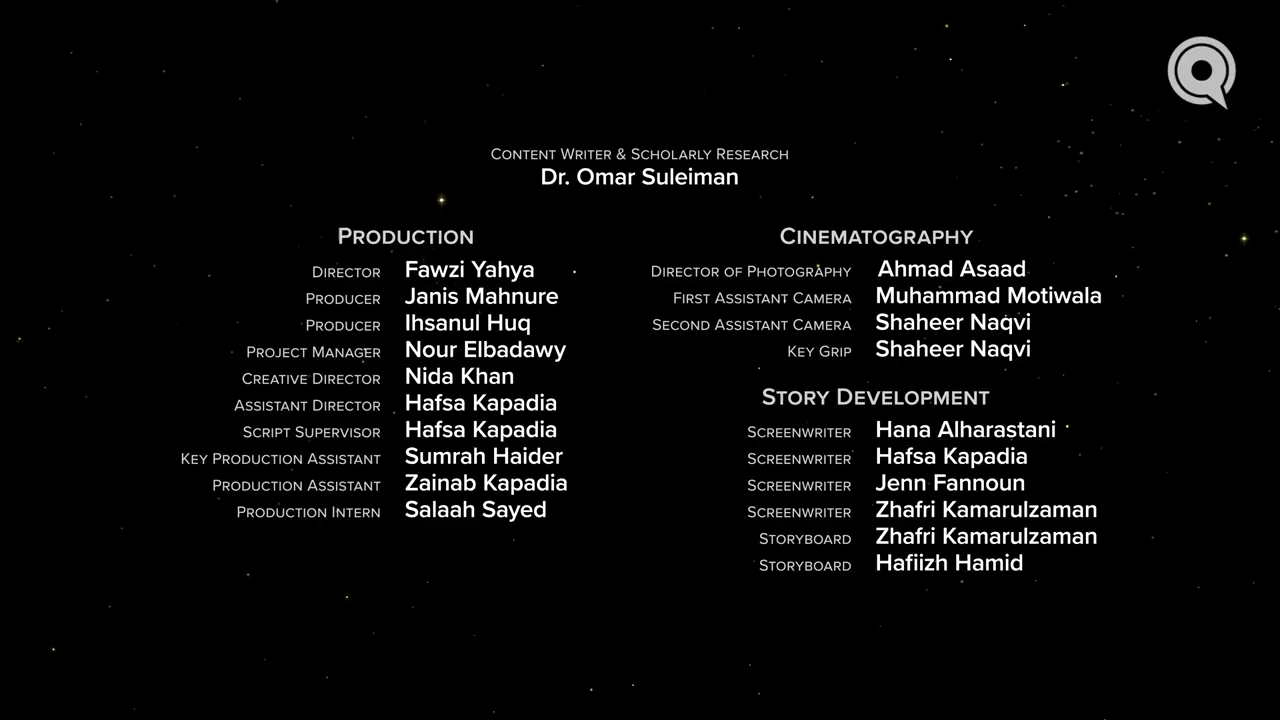 Content Writer & Scholarly Research
Dr. Omar Suleiman
Production
Director Fawzi Yahya
Producer Janis Mahnure
Producer Ihsanul Huq
Project Manager Nour Elbadawy
Creative Director Nida Khan
Assistant Director Hafsa Kapadia
Script Supervisor Hafsa Kapadia
Key Production Assistant Sumrah Haider
Production Assistant Zainab Kapadia
Production Intern Salaah Sayed
Cinematography
Director of Photography Ahmad Asaad
First Assistant Camera Muhammad Motiwala
Second Assistant Camera Shaheer Naqvi
Key Grip Shaheer Naqvi
Story Development
Screenwriter Hana Alharastani
Screenwriter Hafsa Kapadia
Screenwriter Jenn Fannoun
Screenwriter Zhafri Kamarulzaman
Storyboard Zhafri Kamarulzaman
Storyboard Hafiizh Hamid